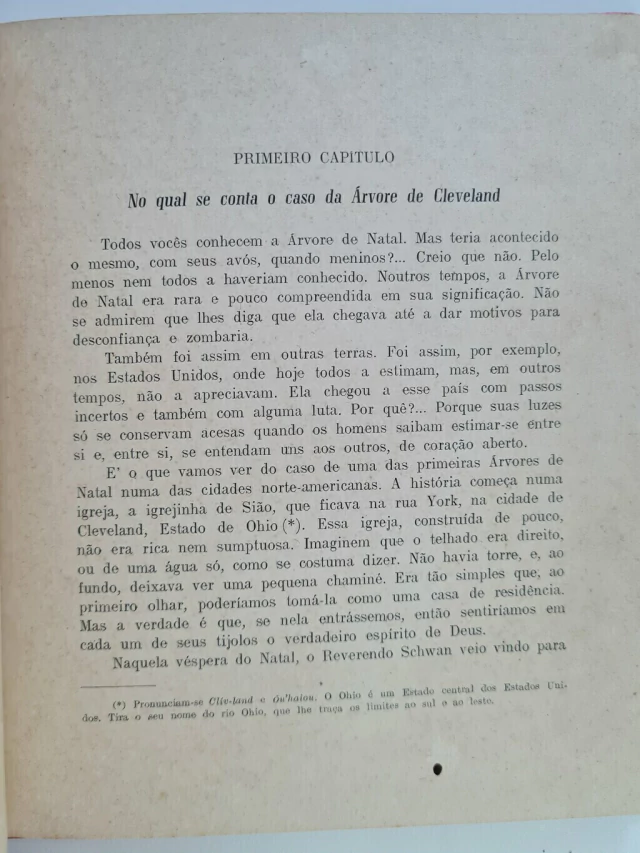 PRIMEIRO CAPÍTULO
No qual se conta o caso da Árvore de Cleveland
Todos vocês conhecem a Árvore de Natal. Mas teria acontecido
o mesmo, com seus avós, quando meninos?... Creio que não. Pelo
menos nem todos a haveriam conhecido. Noutros tempos, a Árvore
de Natal era rara e pouco compreendida em sua significação. Não
se admirem que lhes diga que ela chegava até a dar motivos para
desconfiança e zombaria.
Também foi assim em outras terras. Foi assim, por exemplo,
nos Estados Unidos, onde hoje todos a estimam, mas, em outros
tempos, não a apreciavam. Ela chegou a esse país com passos
incertos e também com alguma luta. Por quê?... Porque suas luzes
só se conservam acesas quando os homens saibam estimar-se entre
si e, entre si, se entendam uns aos outros, de coração aberto.
E' o que vamos ver do caso de uma das primeiras Árvores de
Natal numa das cidades norte-americanas. A história começa numa
igreja, a igrejinha de Sião, que ficava na rua York, na cidade de
Cleveland, Estado de Ohio (*). Essa igreja, construída de pouco,
não era rica nem sumptuosa. Imaginem que o telhado era direito,
ou de uma água só, como se costuma dizer. Não havia torre, e, ao
fundo, deixava ver uma pequena chaminé. Era tão simples que, ao
primeiro olhar, poderíamos tomá-la como uma casa de residência.
Mas a verdade é que, se nela entrássemos, então sentiríamos em
cada um de seus tijolos o verdadeiro espírito de Deus.
Naquela véspera do Natal, o Reverendo Schwan veio vindo para
(*) Pronunciam-se Cliv-land e Ou'haiou. O Ohio é um Estado central dos Estados Uni-
dos. Tira o seu nome do rio Ohio, que lhe traça os limites ao sul e ao leste.